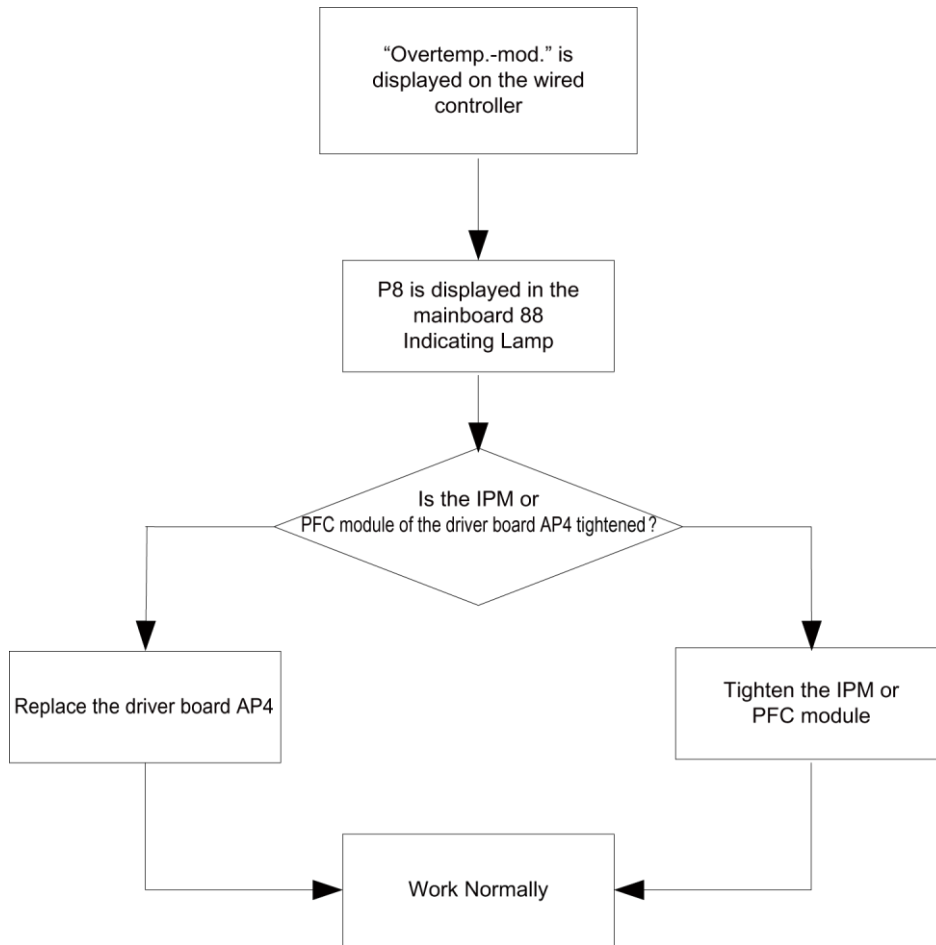 “Overtemp.-mod.” is
displayed on the wired
controller
P8 is displayed in the
mainboard 88
Indicating Lamp
Is the IPM or
PFC module of the driver board AP4 tightened?
Replace the driver board AP4
Tighten the IPM or
PFC module
Work Normally